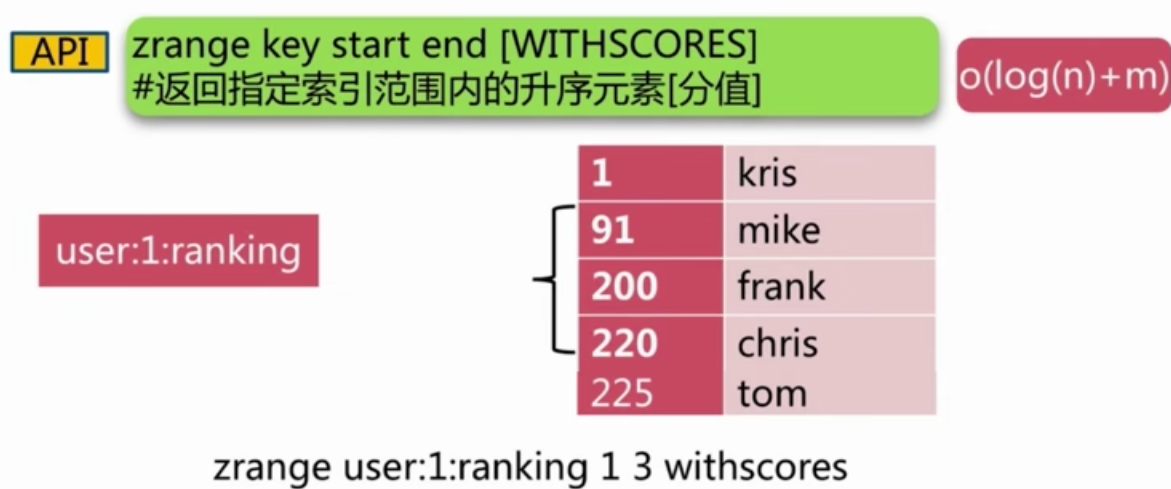 API
zrange key start end [WITHSCORES]
#返回指定索引范围内的升序元素[分值]
o(log(n)+m)
user:1:ranking
1 kris
91 mike
200 frank
220 chris
225 tom
zrange user:1:ranking 1 3 withscores